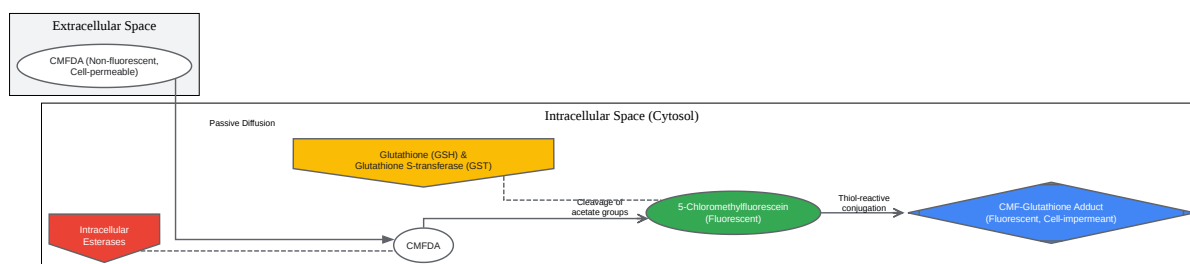 Extracellular Space
CMFDA (Non-fluorescent,
Cell-permeable)
Intracellular Space (Cytosol)
Passive Diffusion
Glutathione (GSH) &
Glutathione S-transferase (GST)
Intracellular
Esterases
CMFDA
Cleavage of
acetate groups
5-Chloromethylfluorescein
(Fluorescent)
Thiol-reactive
conjugation
CMF-Glutathione Adduct
(Fluorescent, Cell-impermeant)